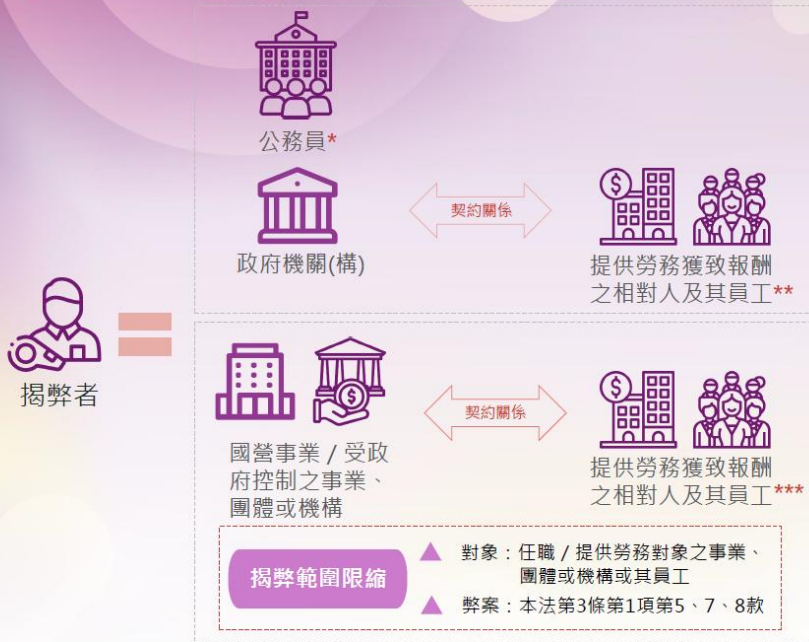 公務員*
政府機關(構)
契約關係
提供勞務獲致報酬
之相對人及其員工**
揭弊者
國營事業 / 受政
府控制之事業、
團體或機構
契約關係
提供勞務獲致報酬
之相對人及其員工***
揭弊範圍限縮
▲ 對象：任職 / 提供勞務對象之事業、
團體或機構或其員工
▲ 弊案：本法第3條第1項第5、7、8款